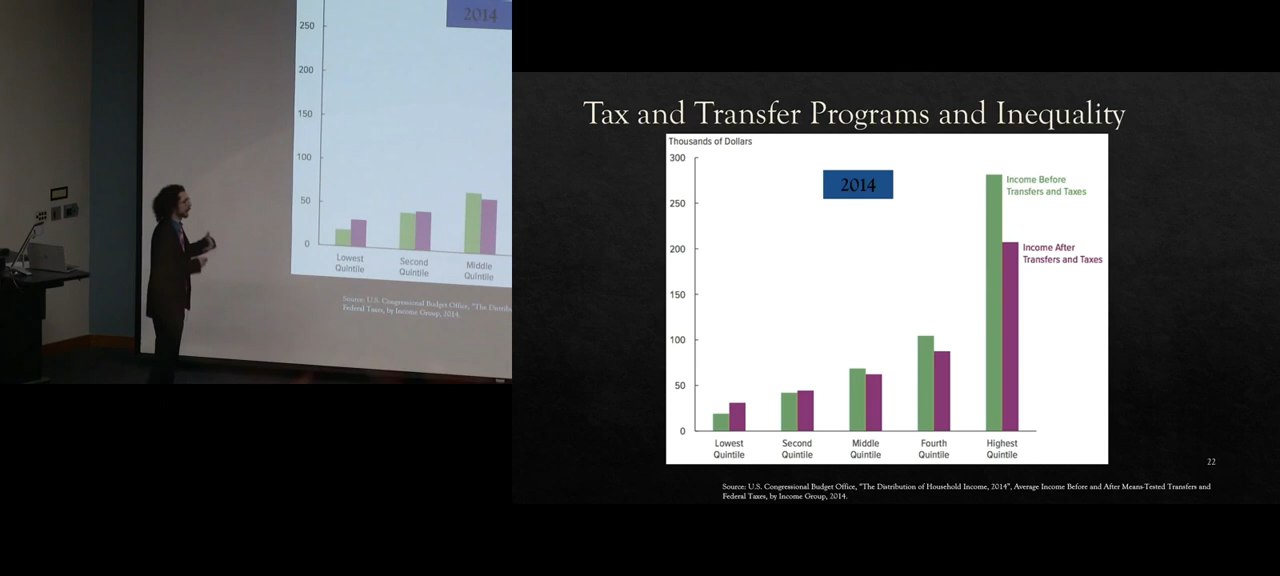 250
2014
200
150
100
50
0
Lowest
Quintile
Second
Quintile
Middle
Quintile
Source: U.S. Congressional Budget Office, "The Distrib
Federal Taxes, by Income Group, 2014.
Tax and Transfer Programs and Inequality
Thousands of Dollars
300
250
200
150
100
50
0
2014
Income Before
Transfers and Taxes
Income After
Transfers and Taxes
Lowest
Quintile
Second
Quintile
Middle
Quintile
Fourth
Quintile
Highest
Quintile
22
Source: U.S. Congressional Budget Office, "The Distribution of Household Income, 2014", Average Income Before and After Means-Tested Transfers and
Federal Taxes, by Income Group, 2014.